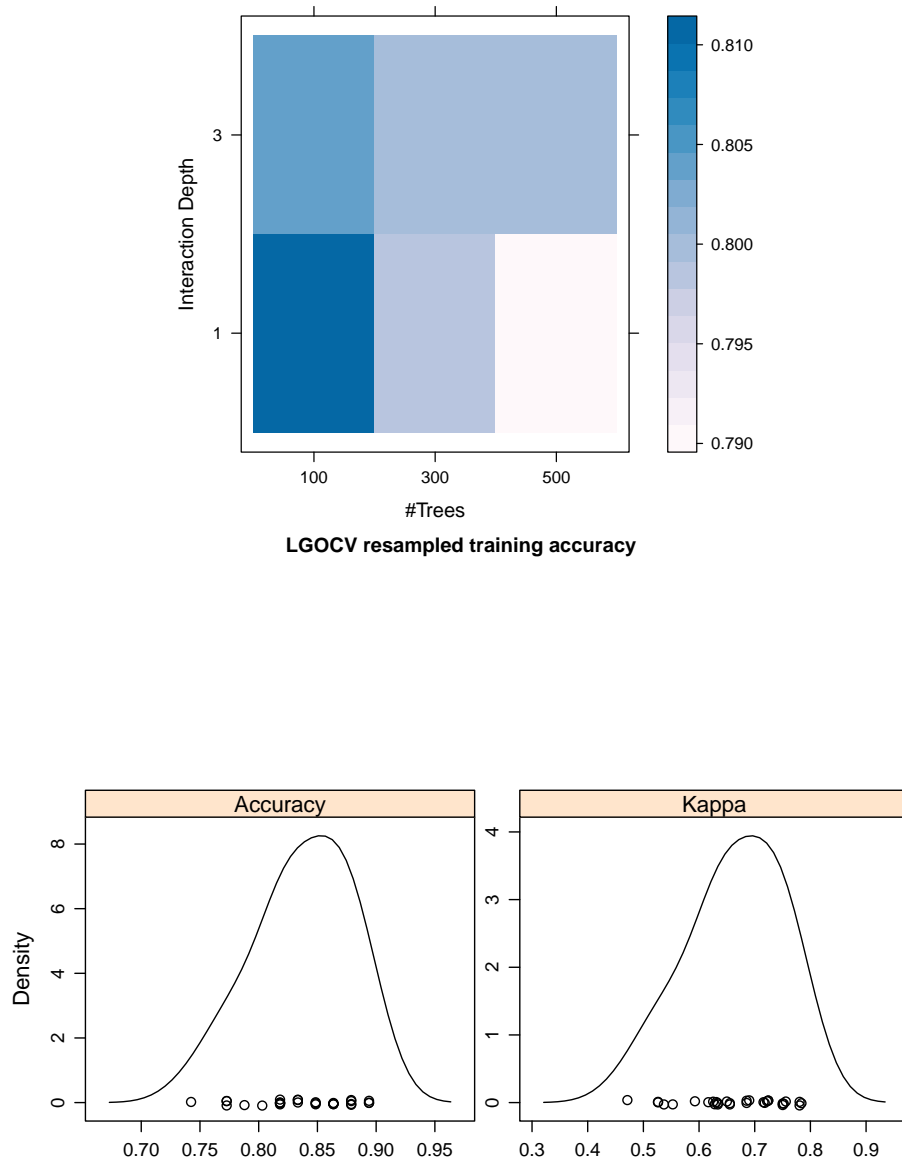 0.810
0.805
0.800
0.795
0.790
3
1
Interaction Depth
100 300 500
#Trees
LGOCV resampled training accuracy
Accuracy Kappa
Density
8
6
4
2
0
4
3
2
1
0
0.70 0.75 0.80 0.85 0.90 0.95
0.3 0.4 0.5 0.6 0.7 0.8 0.9